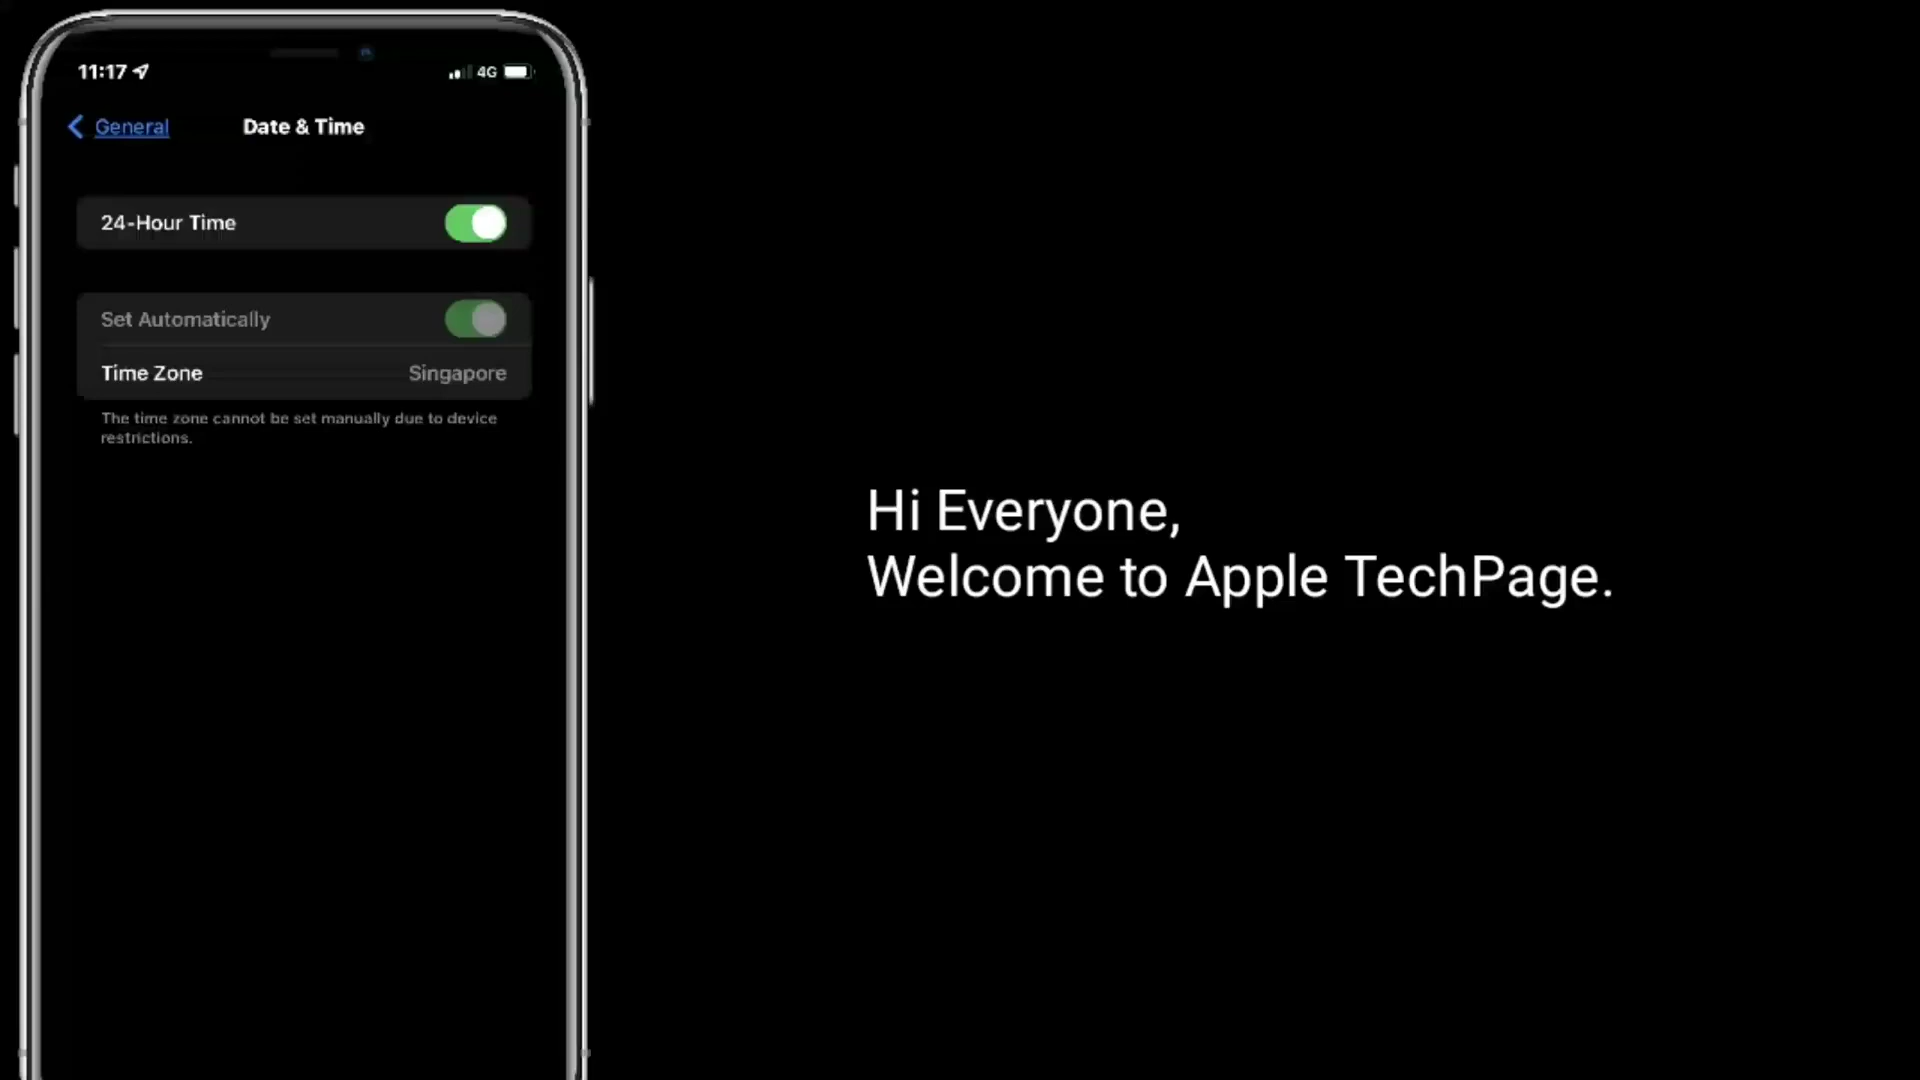 11:17
4G
General
Date & Time
24-Hour Time
Set Automatically
Time Zone
Singapore
The time zone cannot be set manually due to device
restrictions.
Hi Everyone,
Welcome to Apple TechPage.